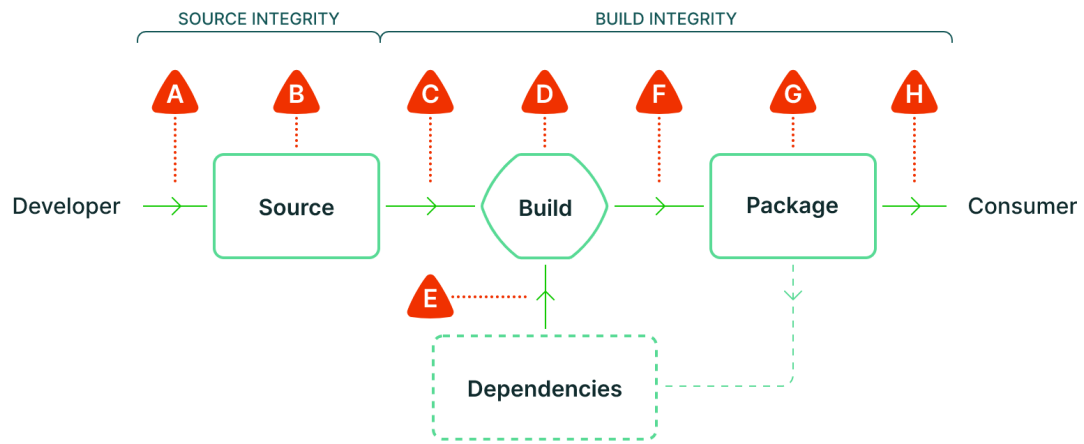 SOURCE INTEGRITY
BUILD INTEGRITY
A
B
C
D
F
G
H
Developer
Source
Build
Package
Consumer
E
Dependencies